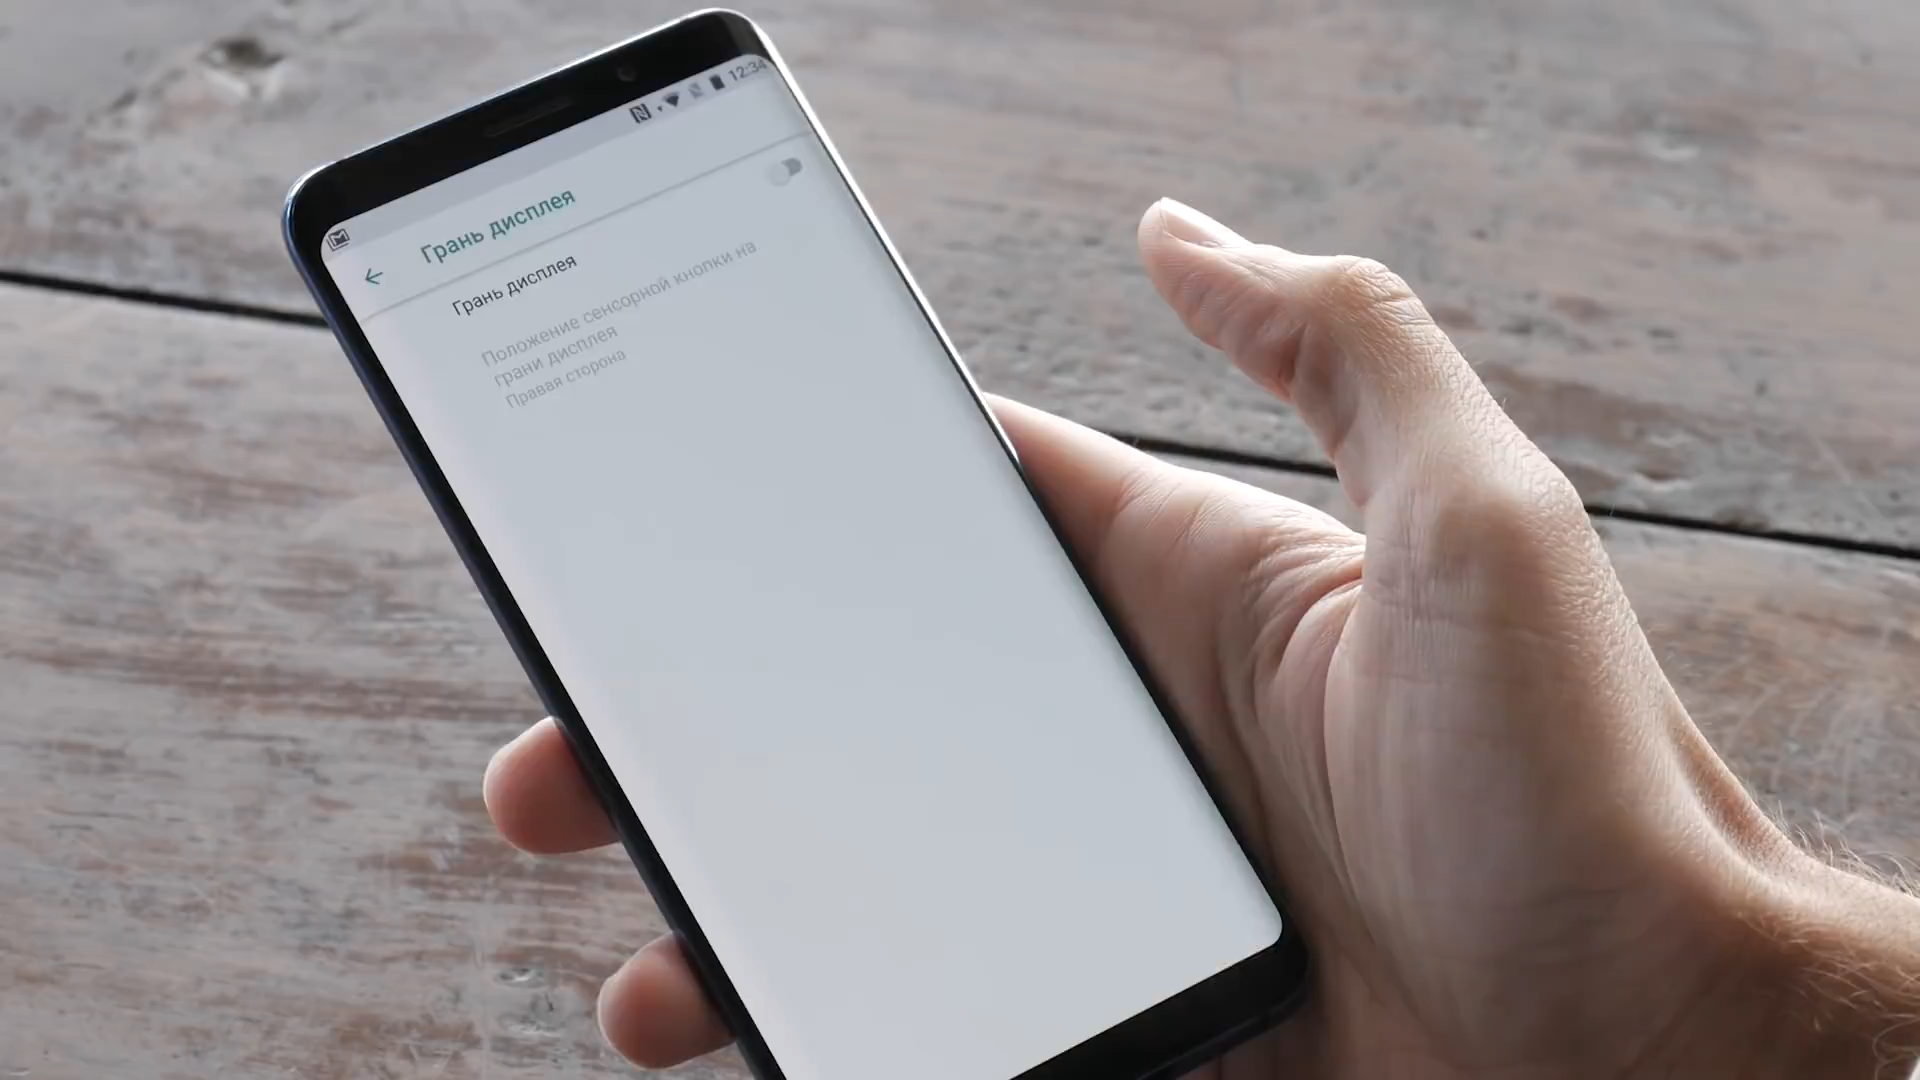 12:34
Грань дисплея
Грань дисплея
Положение сенсорной кнопки на
грани дисплея
Правая сторона